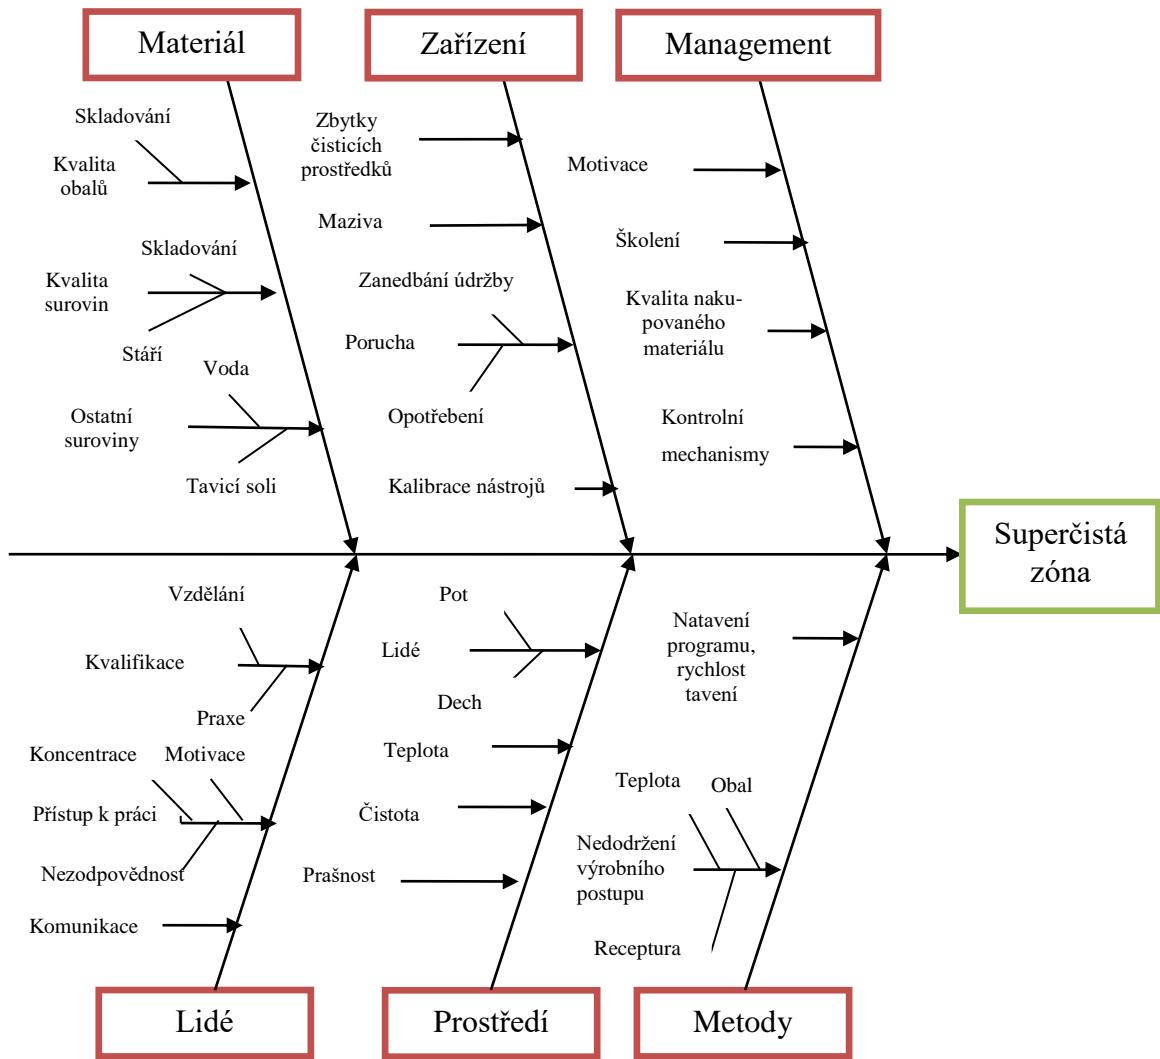 Materiál
Zařízení
Management
Skladování
Kvalita
obalů
Skladování
Kvalita
surovin
Stáří
Voda
Ostatní
suroviny
Tavicí soli
Zbytky
čisticích
prostředků
Maziva
Zanedbání údržby
Porucha
Opotřebení
Kalibrace nástrojů
Motivace
Školení
Kvalita naku-
povaného
materiálu
Kontrolní
mechanismy
Superčistá
zóna
Vzdělání
Kvalifikace
Praxe
Koncentrace
Motivace
Přístup k práci
Nezodpovědnost
Komunikace
Pot
Lidé
Dech
Teplota
Čistota
Prašnost
Natavení
programu,
rychlost
tavení
Teplota
Obal
Nedodržení
výrobního
postupu
Receptura
Lidé
Prostředí
Metody